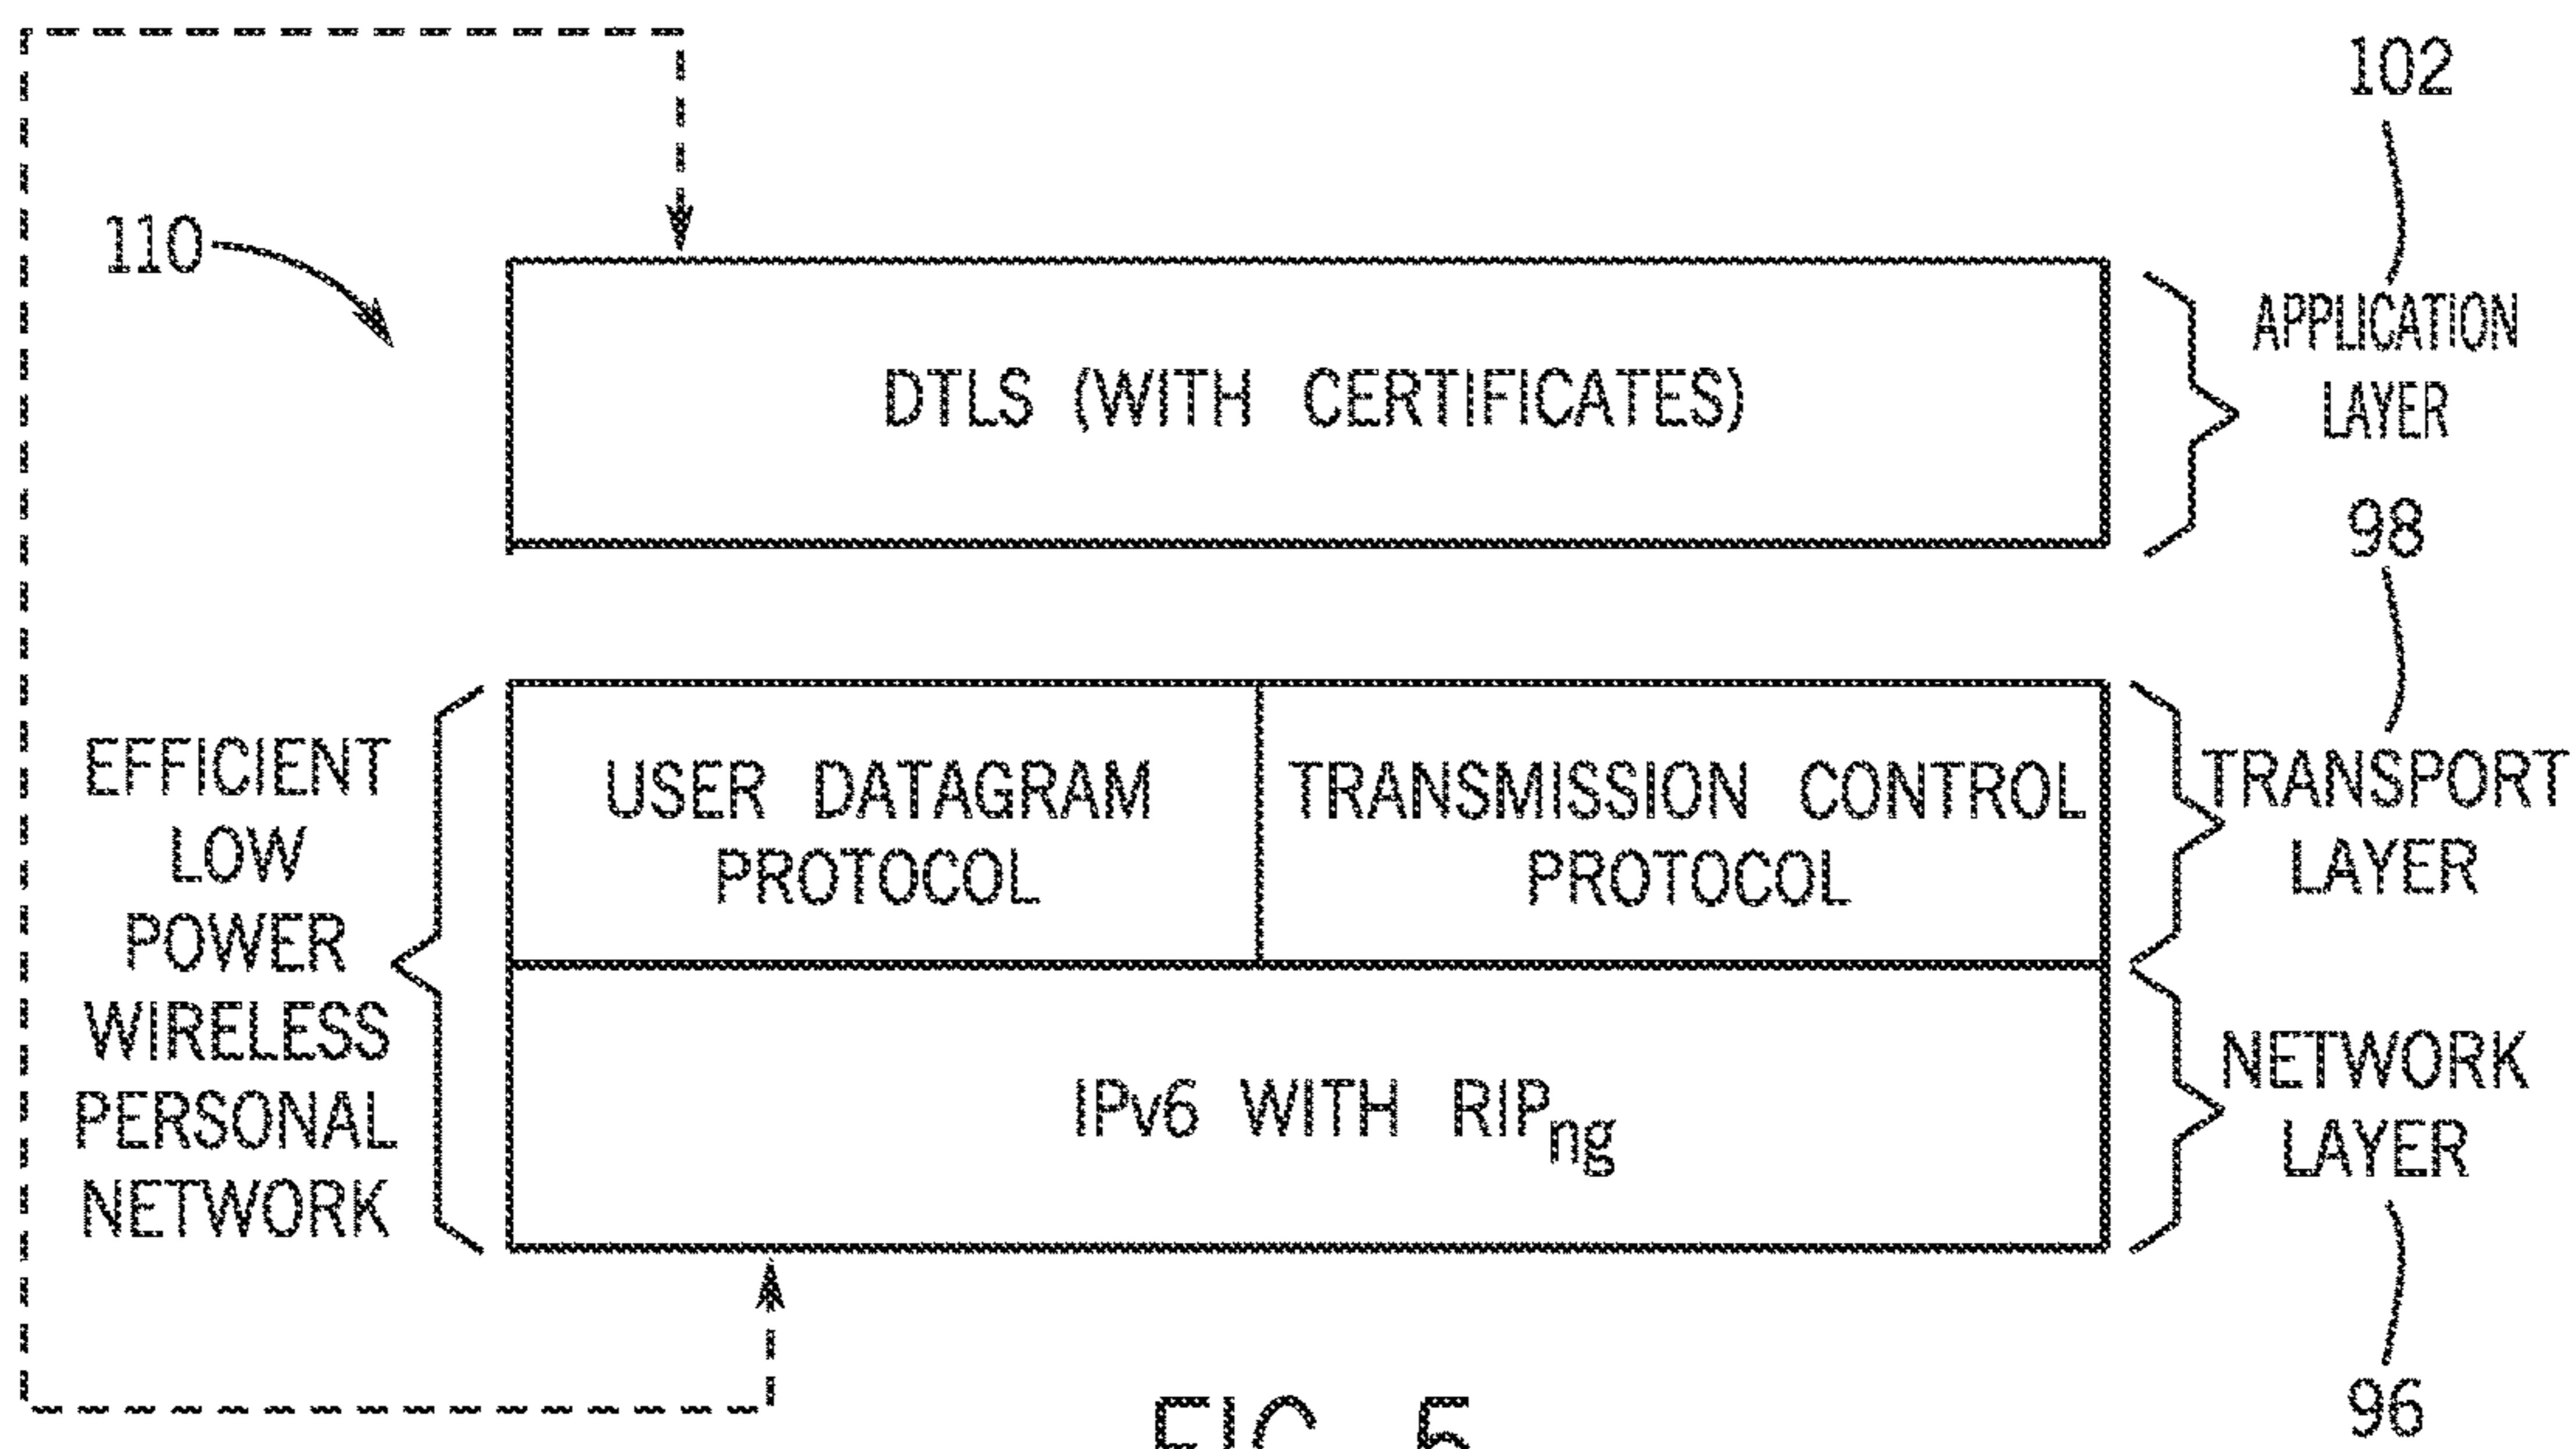 102
110
APPLICATION
LAYER
DTLS (WITH CERTIFICATES)
98
EFFICIENT
LOW
POWER
WIRELESS
PERSONAL
NETWORK
USER DATAGRAM
PROTOCOL
TRANSMISSION CONTROL
PROTOCOL
TRANSPORT
LAYER
IPv6 WITH RIPng
NETWORK
LAYER
96
FIG. 5